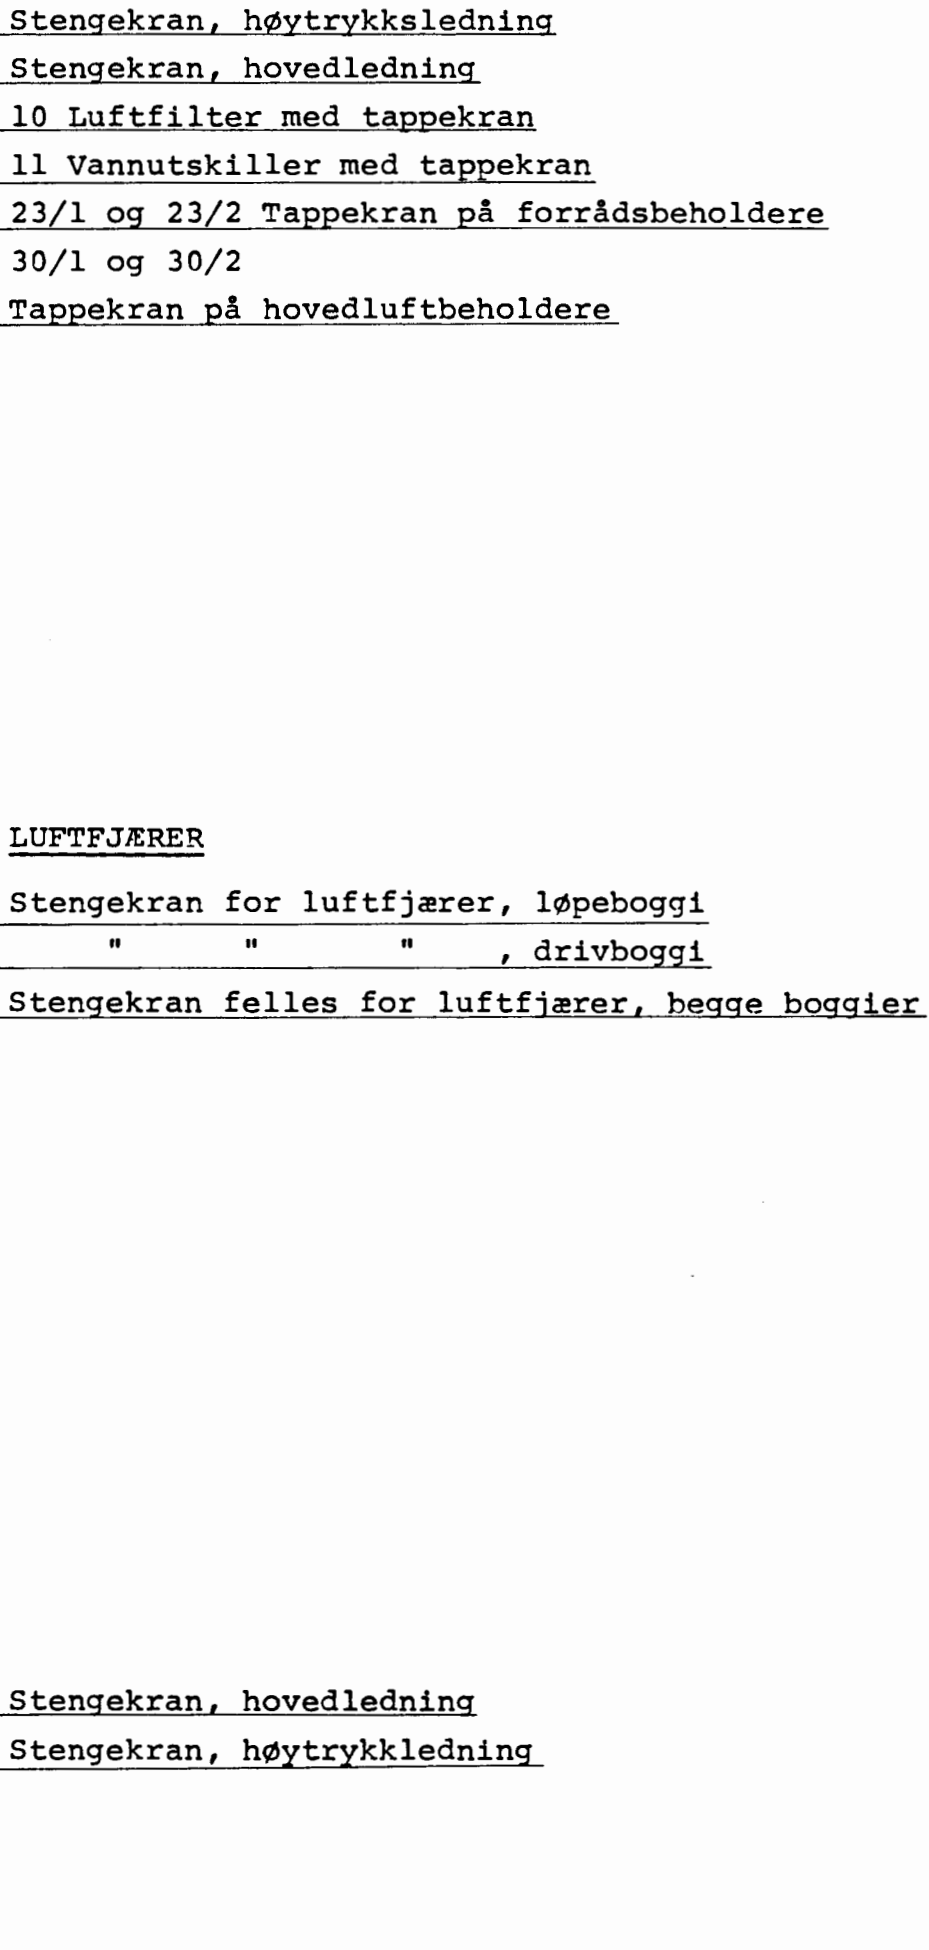 Stengekran, høytrykksledning
Stengekran, hovedledning
10 Luftfilter med tappekran
11 Vannutskiller med tappekran
23/1 og 23/2 Tappekran på forrådsbeholdere
30/1 og 30/2
Tappekran på hovedluftbeholdere
LUFTFJÆRER
Stengekran for luftfjærer, løpeboggi
" " " , drivboggi
Stengekran felles for luftfjærer, begge boggier
Stengekran, hovedledning
Stengekran, høytrykkledning